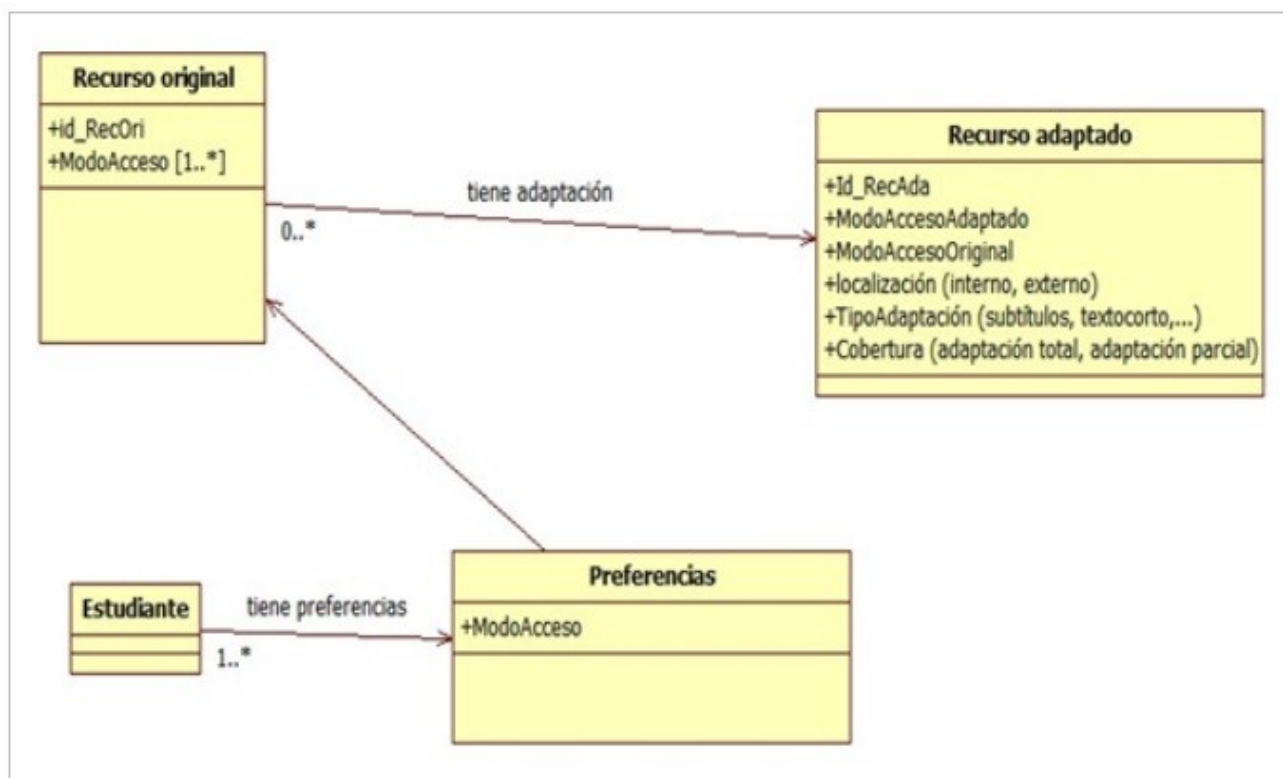 Recurso original
+id_RecOri
+ModoAcceso [1..*]
tiene adaptación
0..*
Recurso adaptado
+Id_RecAda
+ModoAccesoAdaptado
+ModoAccesoOriginal
+localización (interno, externo)
+TipoAdaptación (subtítulos, textocorto,...)
+Cobertura (adaptación total, adaptación parcial)
Estudiante
tiene preferencias
1..*
Preferencias
+ModoAcceso